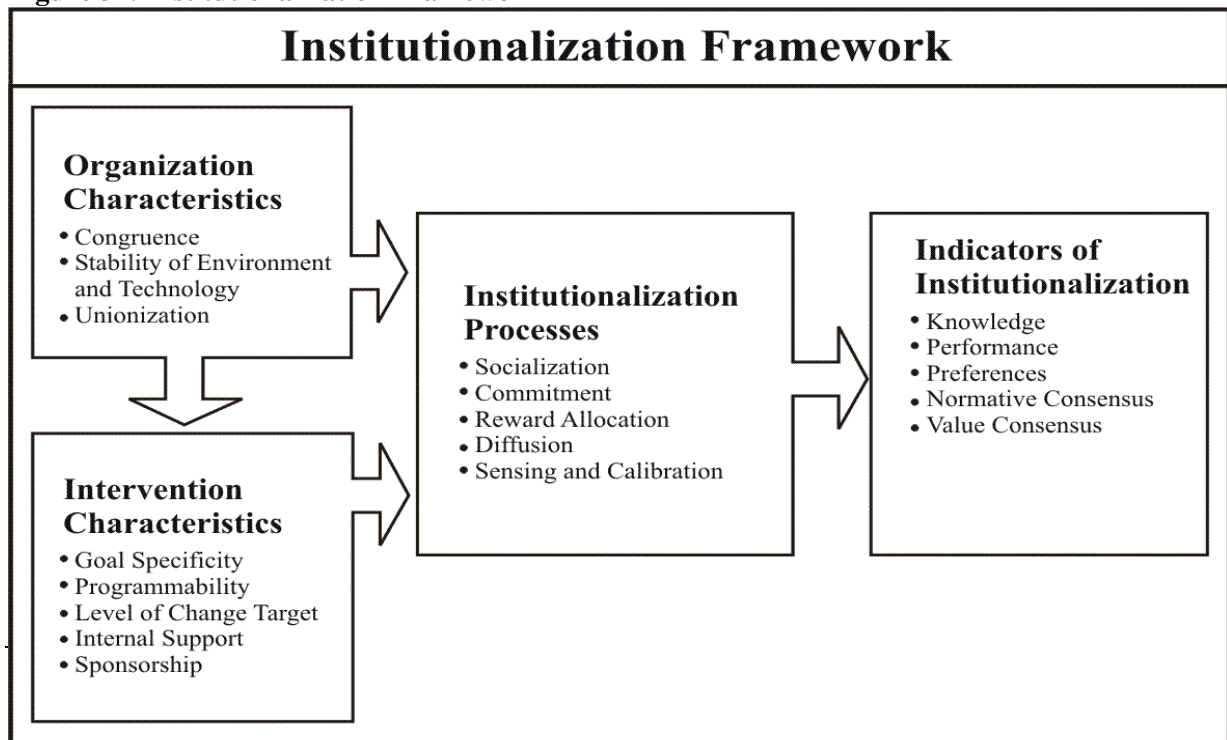 Institutionalization Framework
Organization
Characteristics
• Congruence
• Stability of Environment
and Technology
• Unionization
Intervention
Characteristics
• Goal Specificity
• Programmability
• Level of Change Target
• Internal Support
• Sponsorship
Institutionalization
Processes
• Socialization
• Commitment
• Reward Allocation
• Diffusion
• Sensing and Calibration
Indicators of
Institutionalization
• Knowledge
• Performance
• Preferences
• Normative Consensus
• Value Consensus